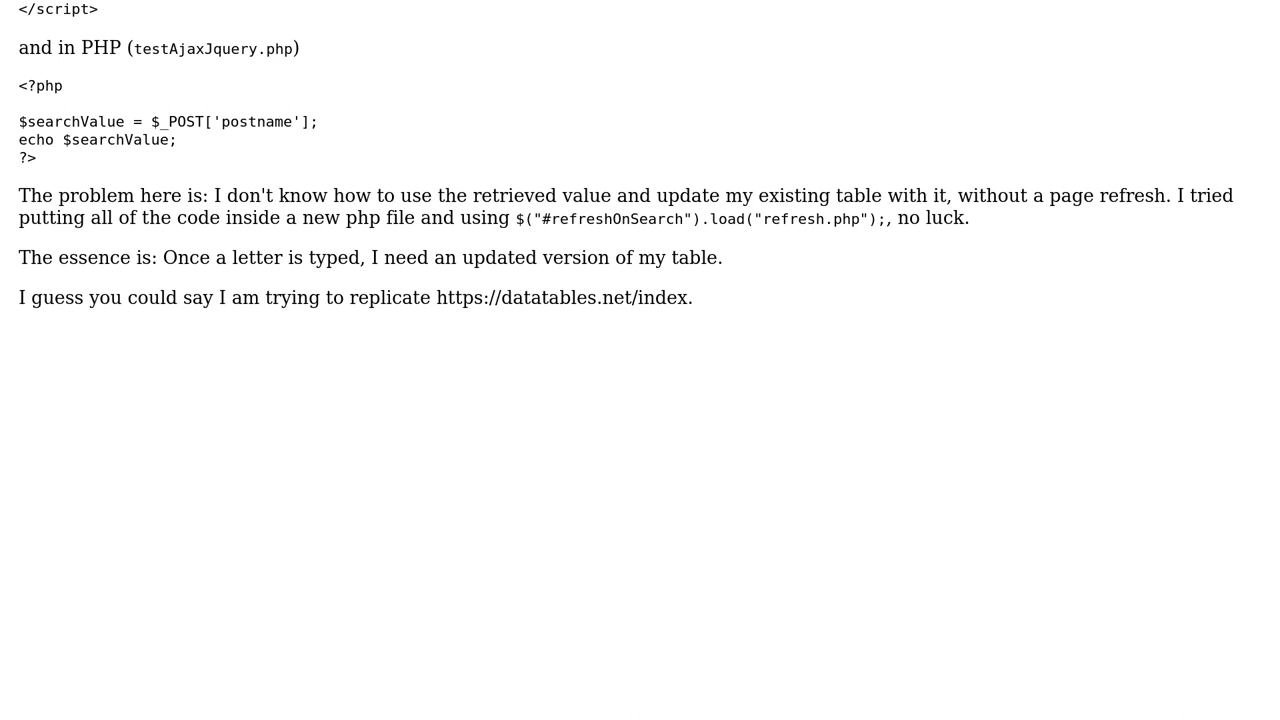 </script>
and in PHP (testAjaxJquery.php)
<?php
$searchValue = $_POST['postname'];
echo $searchValue;
?>
The problem here is: I don't know how to use the retrieved value and update my existing table with it, without a page refresh. I tried
putting all of the code inside a new php file and using $("#refreshOnSearch").load("refresh.php");, no luck.
The essence is: Once a letter is typed, I need an updated version of my table.
I guess you could say I am trying to replicate https://datatables.net/index.